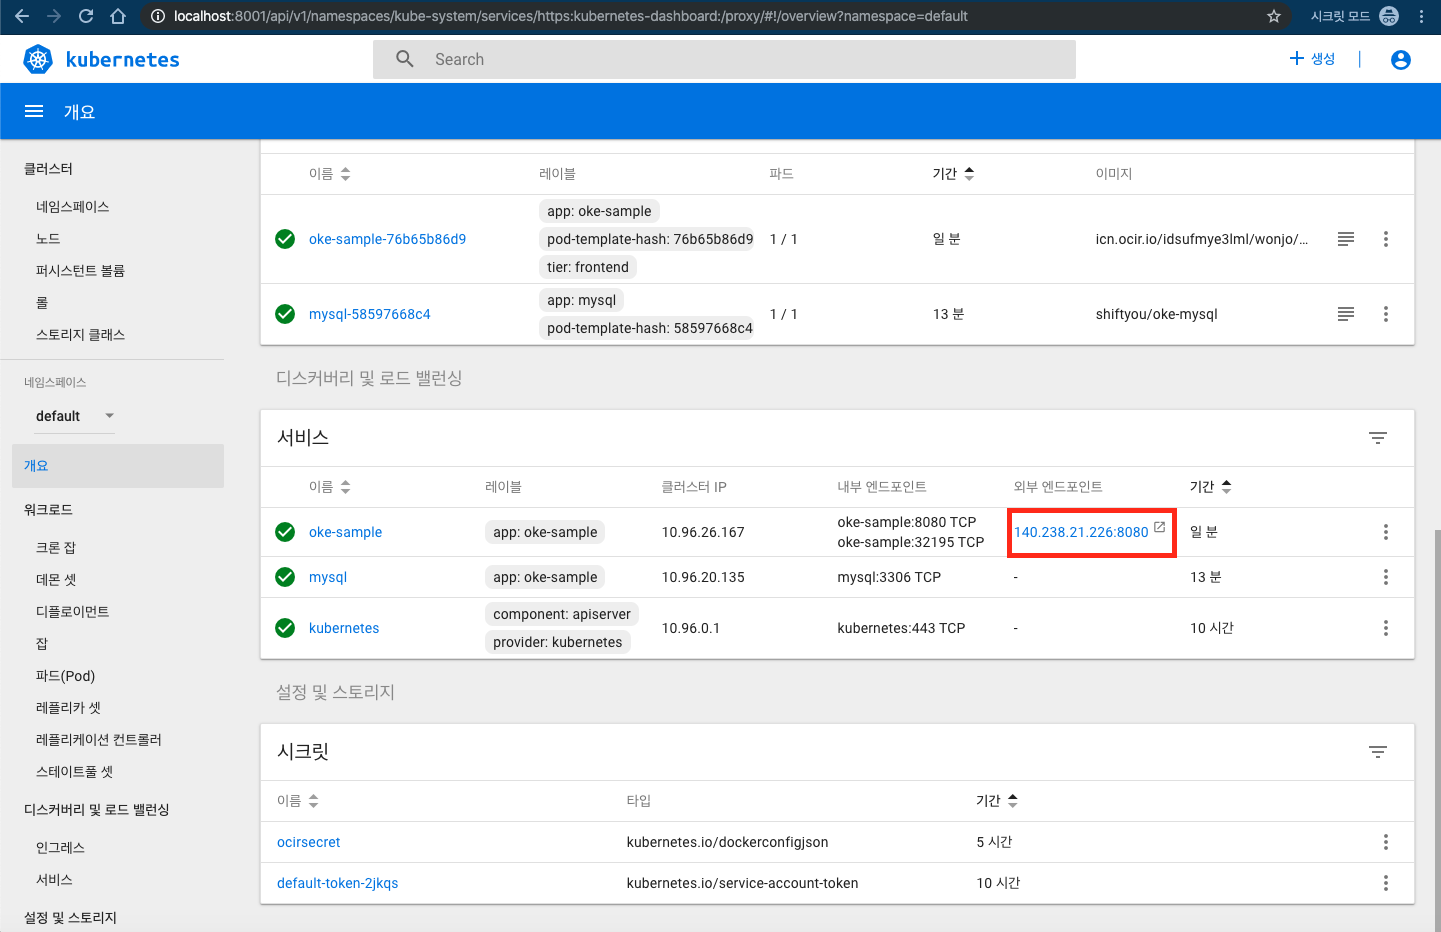 localhost:8001/api/v1/namespaces/kube-system/services/https:kubernetes-dashboard:/proxy/#!/overview?namespace=default
시크릿 모드
kubernetes
Search
생성
개요
클러스터
네임스페이스
노드
퍼시스턴트 볼륨
롤
스토리지 클래스
네임스페이스
default
개요
워크로드
크론 잡
데몬 셋
디플로이먼트
잡
파드(Pod)
레플리카 셋
레플리케이션 컨트롤러
스테이트풀 셋
디스커버리 및 로드 밸런싱
인그레스
서비스
설정 및 스토리지
이름 레이블 파드 기간 이미지
app: oke-sample
oke-sample-76b65b86d9 pod-template-hash: 76b65b86d9 1 / 1 일 분 icn.ocir.io/idsufmye3lml/wonjo/...
tier: frontend
app: mysql
mysql-58597668c4 1 / 1 13 분 shiftyou/oke-mysql
pod-template-hash: 58597668c4
디스커버리 및 로드 밸런싱
서비스
이름 레이블 클러스터 IP 내부 엔드포인트 외부 엔드포인트 기간
oke-sample:8080 TCP
oke-sample app: oke-sample 10.96.26.167 140.238.21.226:8080 일 분
oke-sample:32195 TCP
mysql app: oke-sample 10.96.20.135 mysql:3306 TCP - 13 분
component: apiserver
kubernetes 10.96.0.1 kubernetes:443 TCP - 10 시간
provider: kubernetes
설정 및 스토리지
시크릿
이름 타입 기간
ocirsecret kubernetes.io/dockerconfigjson 5 시간
default-token-2jkqs kubernetes.io/service-account-token 10 시간